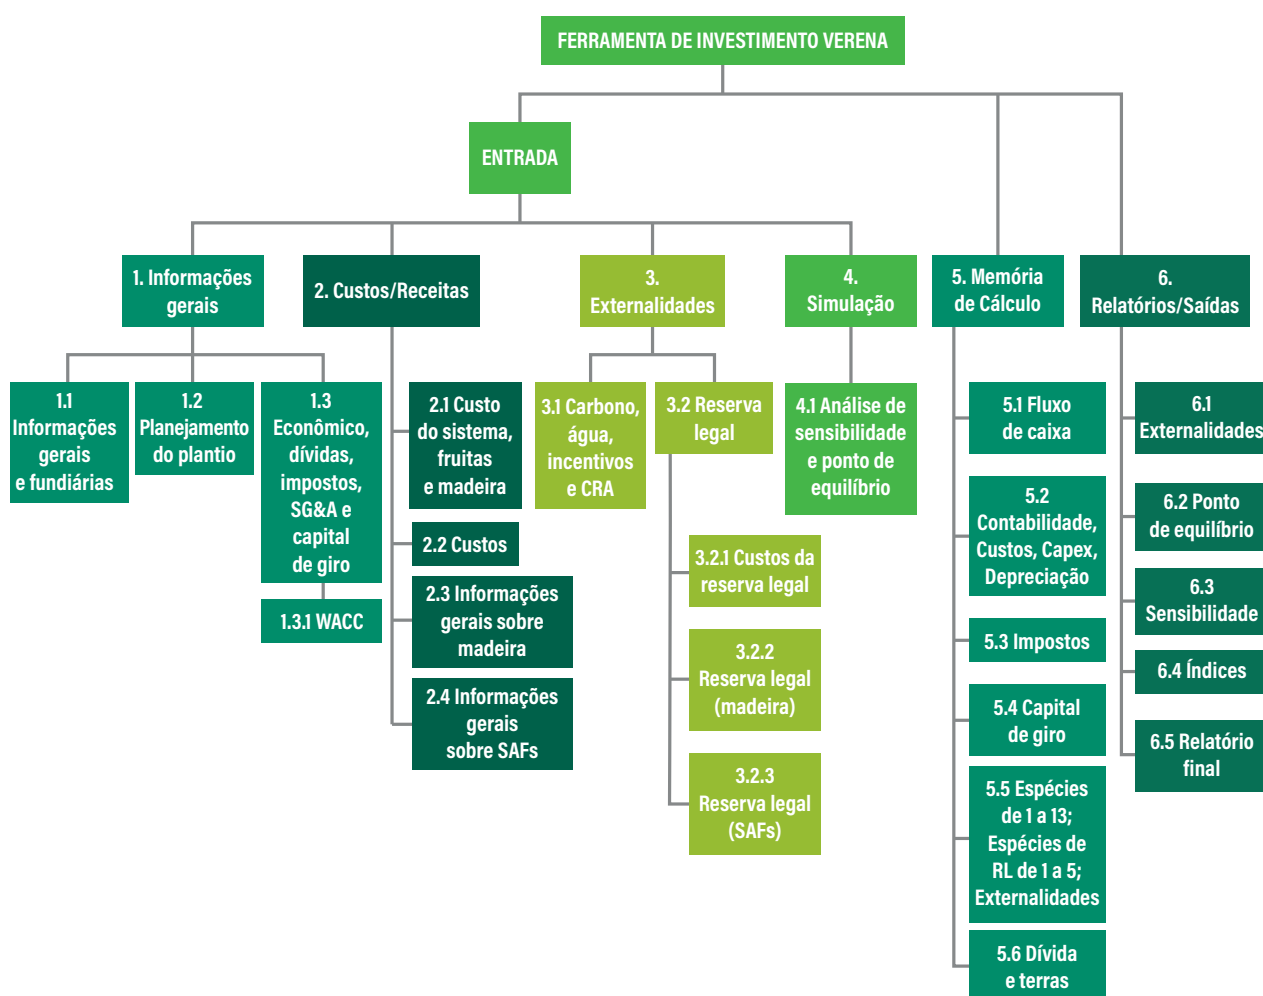 FERRAMENTA DE INVESTIMENTO VERENA
ENTRADA
1. Informações
gerais
1.1
Informações
gerais
e fundiárias
1.2
Planejamento
do plantio
1.3
Econômico,
dívidas,
impostos,
SG&A e
capital
de giro
1.3.1 WACC
2. Custos/Receitas
2.1 Custo
do sistema,
fruitas
e madeira
2.2 Custos
2.3 Informações
gerais sobre
madeira
2.4 Informações
gerais
sobre SAFs
3.
Externalidades
3.1 Carbono,
água,
incentivos
e CRA
3.2 Reserva
legal
3.2.1 Custos da
reserva legal
3.2.2
Reserva legal
(madeira)
3.2.3
Reserva legal
(SAFs)
4.
Simulação
4.1 Análise de
sensibilidade
e ponto de
equilíbrio
5. Memória
de Cálculo
5.1 Fluxo
de caixa
5.2
Contabilidade,
Custos, Capex,
Depreciação
5.3 Impostos
5.4 Capital
de giro
5.5 Espécies
de 1 a 13;
Espécies de
RL de 1 a 5;
Externalidades
5.6 Dívida
e terras
6.
Relatórios/Saídas
6.1
Externalidades
6.2 Ponto
de equilíbrio
6.3
Sensibilidade
6.4 Índices
6.5 Relatório
final